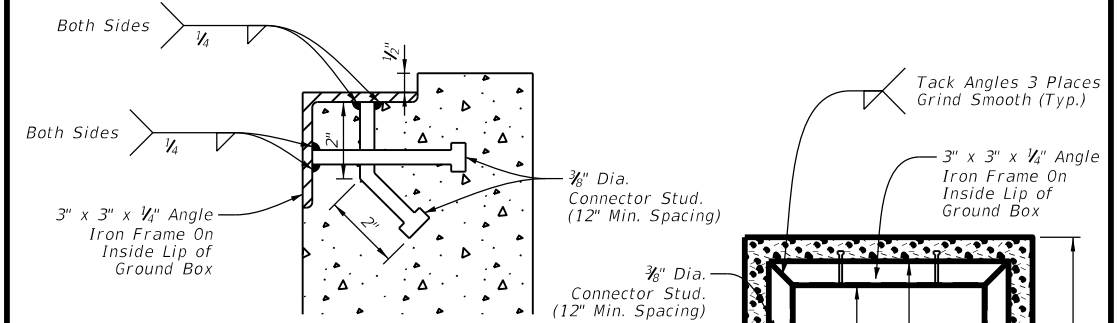 Both Sides
1/4
1/2"
Both Sides
1/4
2"
2"
3" x 3" x 1/4" Angle
Iron Frame On
Inside Lip of
Ground Box
3/8" Dia.
Connector Stud.
(12" Min. Spacing)
Tack Angles 3 Places
Grind Smooth (Typ.)
3" x 3" x 1/4" Angle
Iron Frame On
Inside Lip of
Ground Box
3/8" Dia.
Connector Stud.
(12" Min. Spacing)